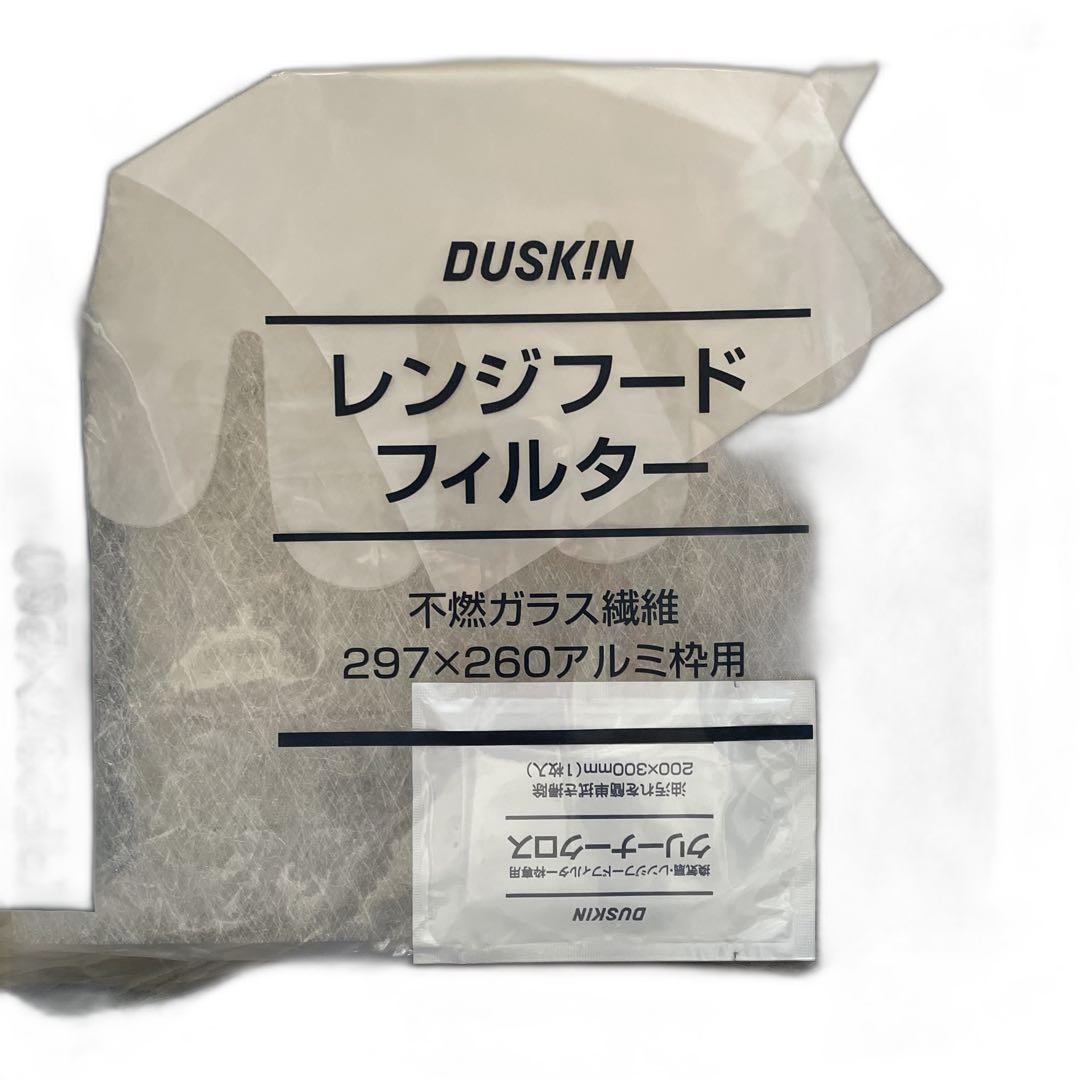 DUSK!N
レンジフード
フィルター
不燃ガラス繊維
297×260アルミ枠用
DUSKIN
換気扇・レンジフードフィルター枠専用
クリーナークロス
油汚れを簡単拭き掃除
200×300mm(1枚入)